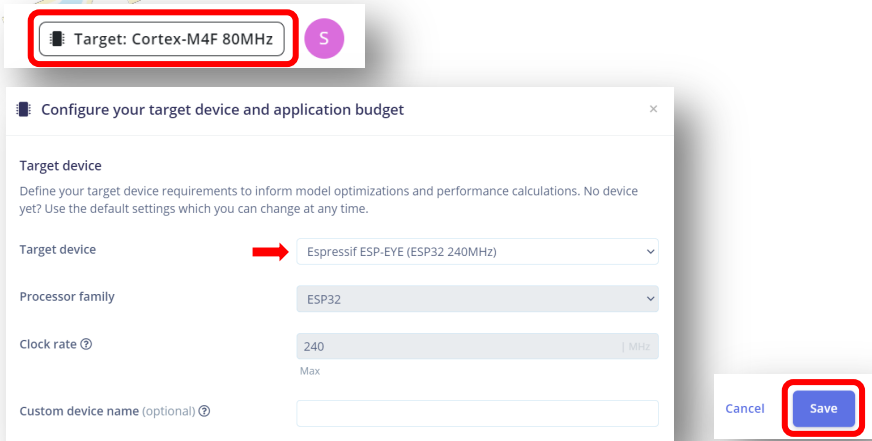 Target: Cortex-M4F 80MHz
S
Configure your target device and application budget
×
Target device
Define your target device requirements to inform model optimizations and performance calculations. No device
yet? Use the default settings which you can change at any time.
Target device
Espressif ESP-EYE (ESP32 240MHz)
Processor family
ESP32
Clock rate ?
240
| MHz
Max
Custom device name (optional) ?
Cancel
Save